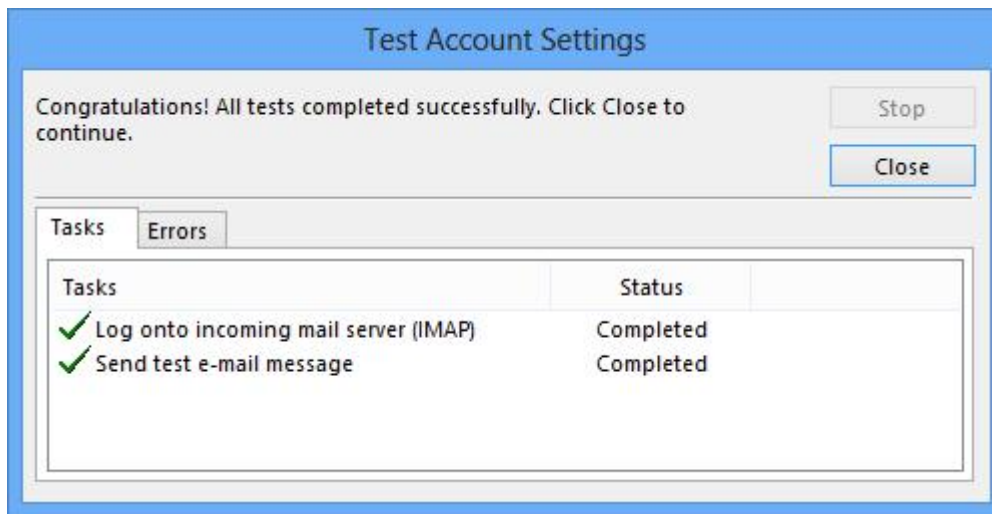 Test Account Settings
Congratulations! All tests completed successfully. Click Close to
continue.
Stop
Close
Tasks Errors
Tasks Status
Log onto incoming mail server (IMAP) Completed
Send test e-mail message Completed